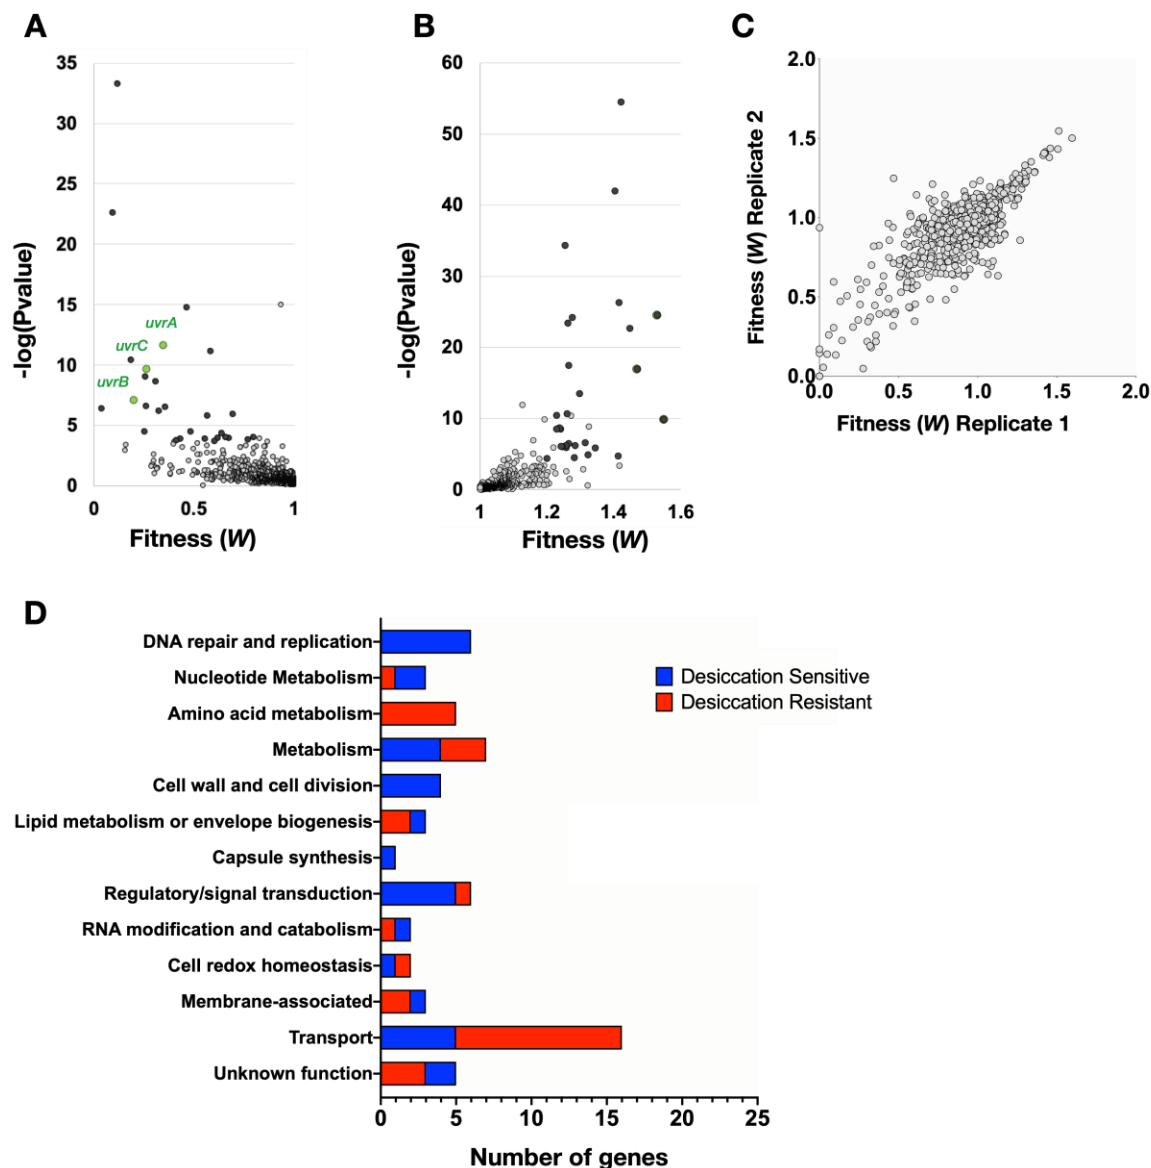 A
35
30
25
20
15
10
5
0
-log(Pvalue)
uvrA
uvrC
uvrB
0
0.5
1
Fitness (W)
B
60
50
40
30
20
10
0
-log(Pvalue)
1
1.2
1.4
1.6
Fitness (W)
C
2.0
1.5
1.0
0.5
0.0
Fitness (W) Replicate 2
0.0
0.5
1.0
1.5
2.0
Fitness (W) Replicate 1
D
DNA repair and replication
Nucleotide Metabolism
Amino acid metabolism
Metabolism
Cell wall and cell division
Lipid metabolism or envelope biogenesis
Capsule synthesis
Regulatory/signal transduction
RNA modification and catabolism
Cell redox homeostasis
Membrane-associated
Transport
Unknown function
Desiccation Sensitive
Desiccation Resistant
0
5
10
15
20
25
Number of genes